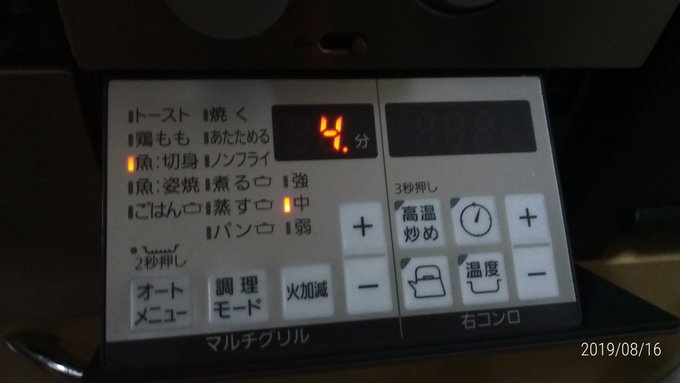 トースト 焼く
鶏もも あたためる
魚:切身 ノンフライ
魚:姿焼 煮る 強
ごはん 蒸す 中
パン 弱
4.分
2秒押し
オート
メニュー
調理
モード
火加減
+
−
マルチグリル
3秒押し
高温
炒め
+
温度
−
右コンロ
2019/08/16